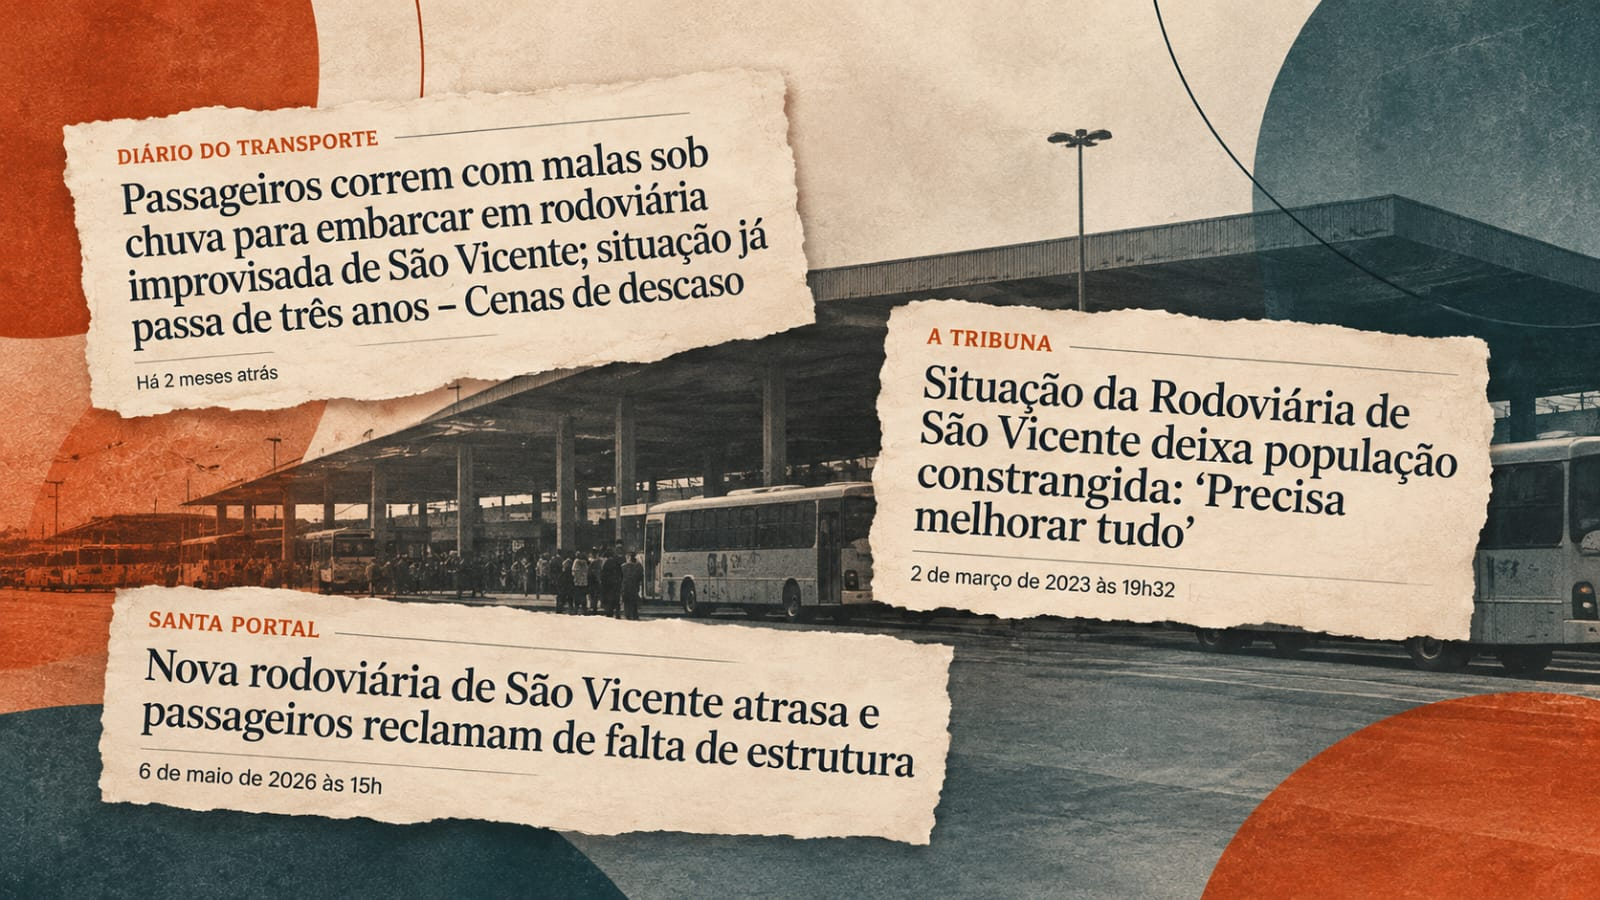 DIÁRIO DO TRANSPORTE
Passageiros correm com malas sob
chuva para embarcar em rodoviária
improvisada de São Vicente; situação já
passa de três anos – Cenas de descaso
Há 2 meses atrás
A TRIBUNA
Situação da Rodoviária de
São Vicente deixa população
constrangida: ‘Precisa
melhorar tudo’
2 de março de 2023 às 19h32
SANTA PORTAL
Nova rodoviária de São Vicente atrasa e
passageiros reclamam de falta de estrutura
6 de maio de 2026 às 15h